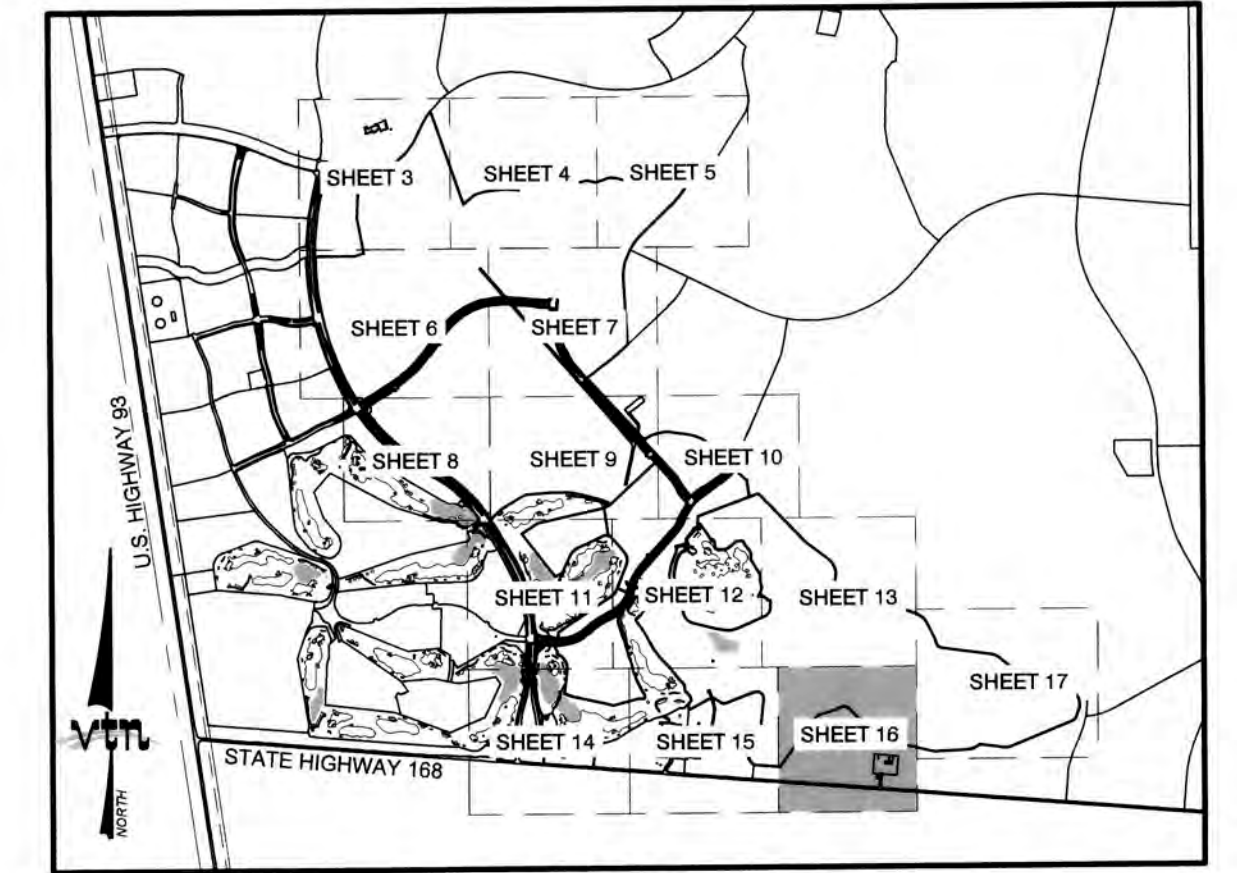 SHEET 3
SHEET 4
SHEET 5
SHEET 6
SHEET 7
U.S. HIGHWAY 93
SHEET 8
SHEET 9
SHEET 10
SHEET 11
SHEET 12
SHEET 13
SHEET 17
SHEET 14
SHEET 15
SHEET 16
STATE HIGHWAY 168
vtn
NORTH